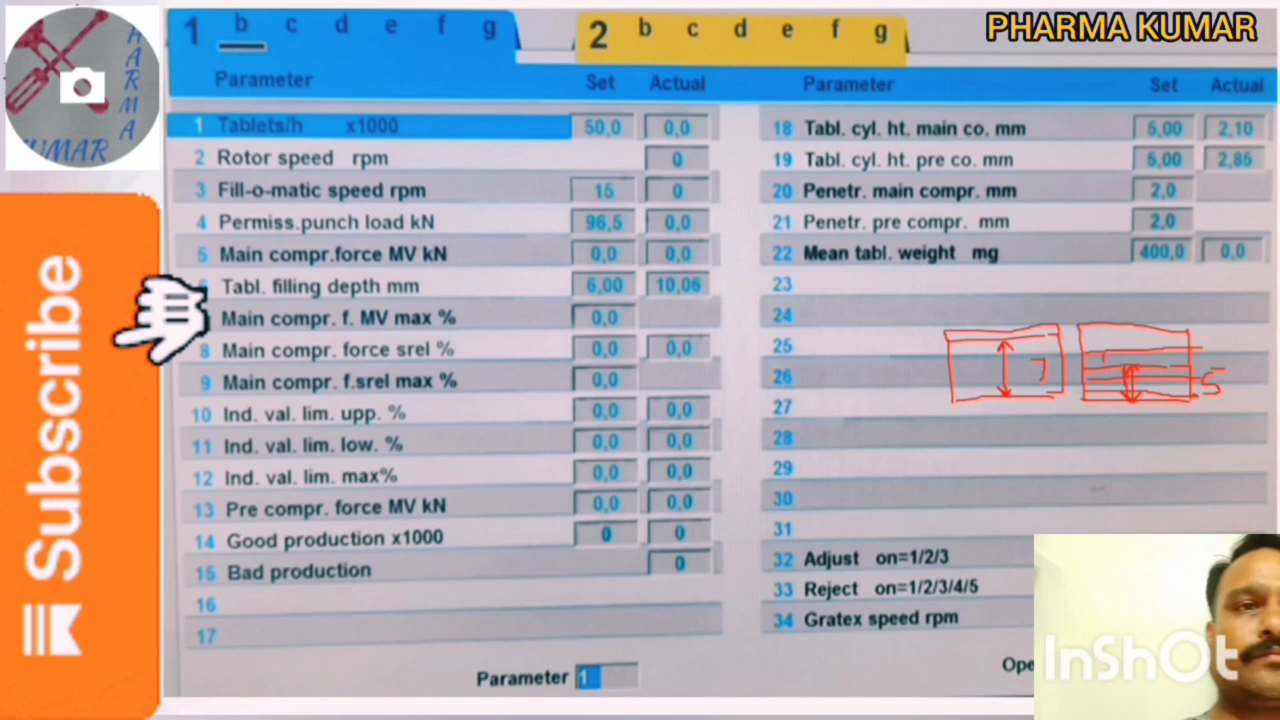 PHARMA KUMAR
HARMA
KUMAR
1 b c d e f g
2 b c d e f g
Parameter Set Actual
1 Tablets/h x1000 50,0 0,0
2 Rotor speed rpm 0
3 Fill-o-matic speed rpm 15 0
4 Permiss.punch load kN 96,5 0,0
5 Main compr.force MV kN 0,0 0,0
Tabl. filling depth mm 6,00 10,06
Main compr. f. MV max % 0,0
8 Main compr. force srel % 0,0 0,0
9 Main compr. f.srel max % 0,0
10 Ind. val. lim. upp. % 0,0 0,0
11 Ind. val. lim. low. % 0,0 0,0
12 Ind. val. lim. max% 0,0 0,0
13 Pre compr. force MV kN 0,0 0,0
14 Good production x1000 0 0
15 Bad production 0
16
17
Parameter 1
Parameter Set Actual
18 Tabl. cyl. ht. main co. mm 5,00 2,10
19 Tabl. cyl. ht. pre co. mm 5,00 2,85
20 Penetr. main compr. mm 2,0
21 Penetr. pre compr. mm 2,0
22 Mean tabl. weight mg 400,0 0,0
23
24
25
26
27
28
29
30
31
32 Adjust on=1/2/3
33 Reject on=1/2/3/4/5
34 Gratex speed rpm
Ope
5
Subscribe
InShOt